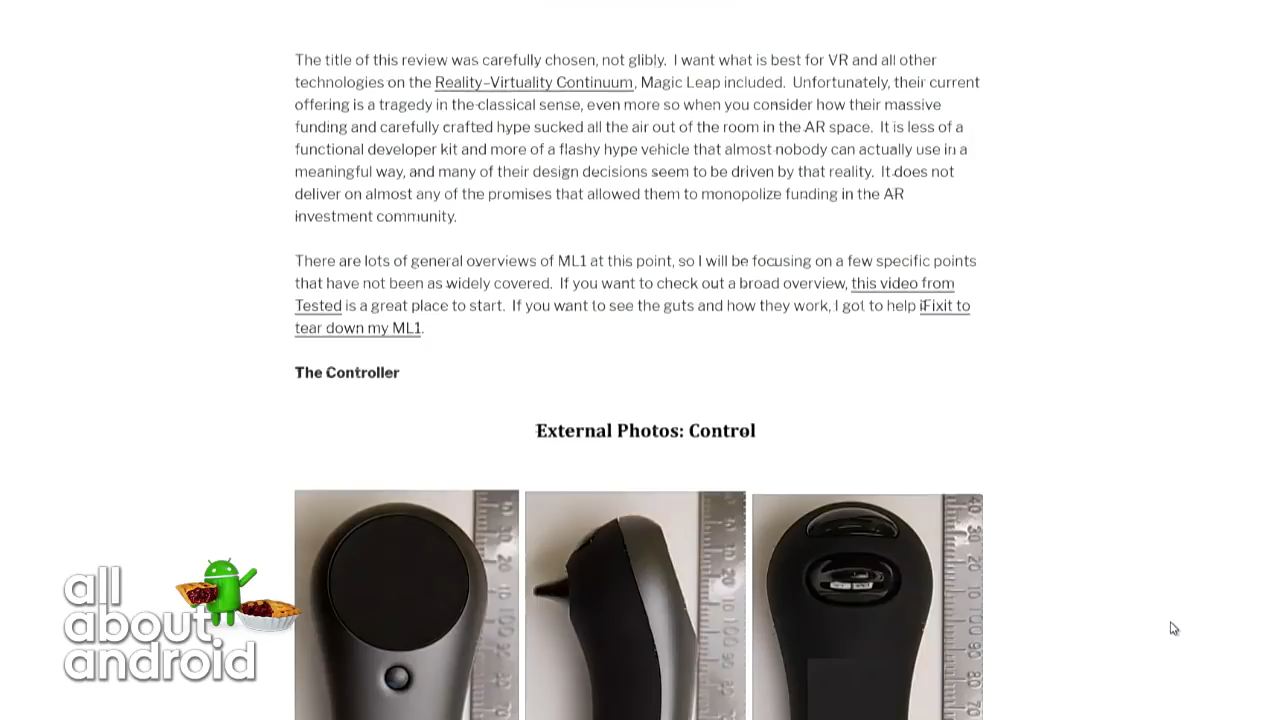 The title of this review was carefully chosen, not glibly.  I want what is best for VR and all other
technologies on the Reality–Virtuality Continuum, Magic Leap included.  Unfortunately, their current
offering is a tragedy in the classical sense, even more so when you consider how their massive
funding and carefully crafted hype sucked all the air out of the room in the AR space.  It is less of a
functional developer kit and more of a flashy hype vehicle that almost nobody can actually use in a
meaningful way, and many of their design decisions seem to be driven by that reality.  It does not
deliver on almost any of the promises that allowed them to monopolize funding in the AR
investment community.
There are lots of general overviews of ML1 at this point, so I will be focusing on a few specific points
that have not been as widely covered.  If you want to check out a broad overview, this video from
Tested is a great place to start.  If you want to see the guts and how they work, I got to help iFixit to
tear down my ML1.
The Controller
External Photos: Control
all
about
android